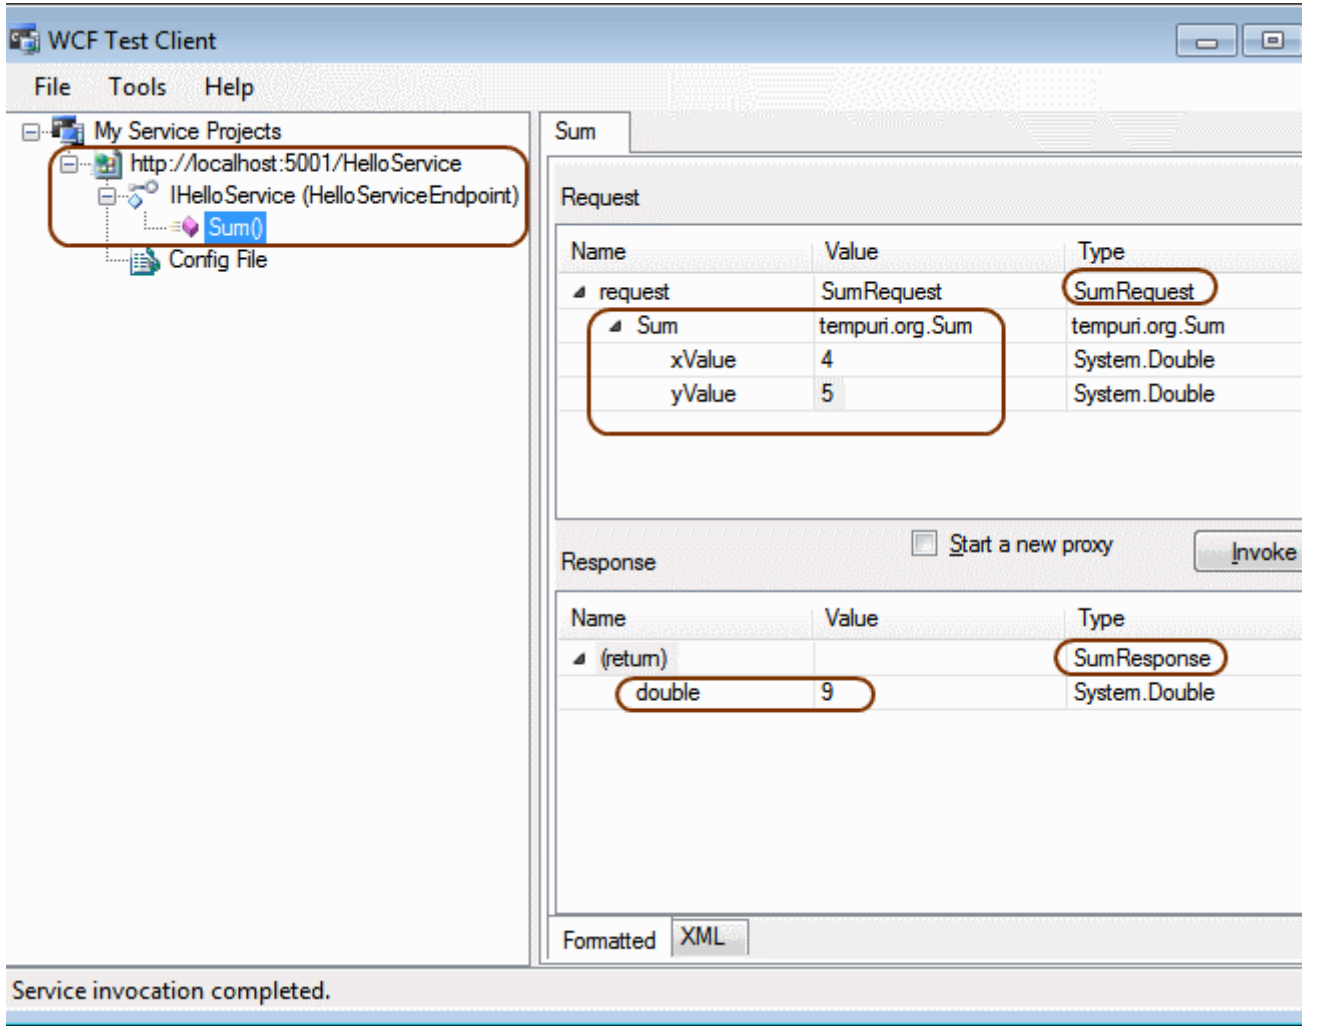 WCF Test Client
File Tools Help
My Service Projects
http://localhost:5001/HelloService
IHelloService (HelloServiceEndpoint)
Sum()
Config File
Sum
Request
Name Value Type
request SumRequest SumRequest
Sum tempuri.org.Sum tempuri.org.Sum
xValue 4 System.Double
yValue 5 System.Double
Start a new proxy Invoke
Response
Name Value Type
(return) SumResponse
double 9 System.Double
Formatted XML
Service invocation completed.